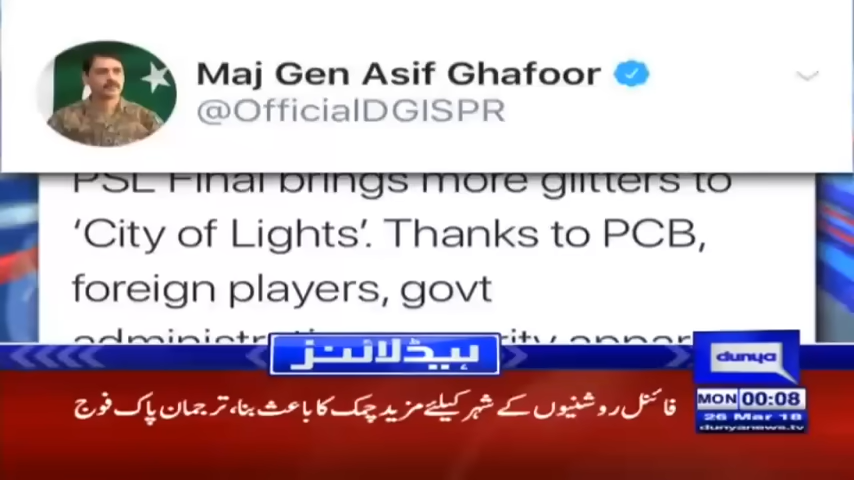 Maj Gen Asif Ghafoor
@OfficialDGISPR
PSL Final brings more glitters to
‘City of Lights’. Thanks to PCB,
foreign players, govt
ہیڈلائنز
dunya
فائنل روشنیوں کے شہر کیلئے مزید چمک کا باعث بنا، ترجمان پاک فوج
MON 00:08
26 Mar 18
dunyanews.tv